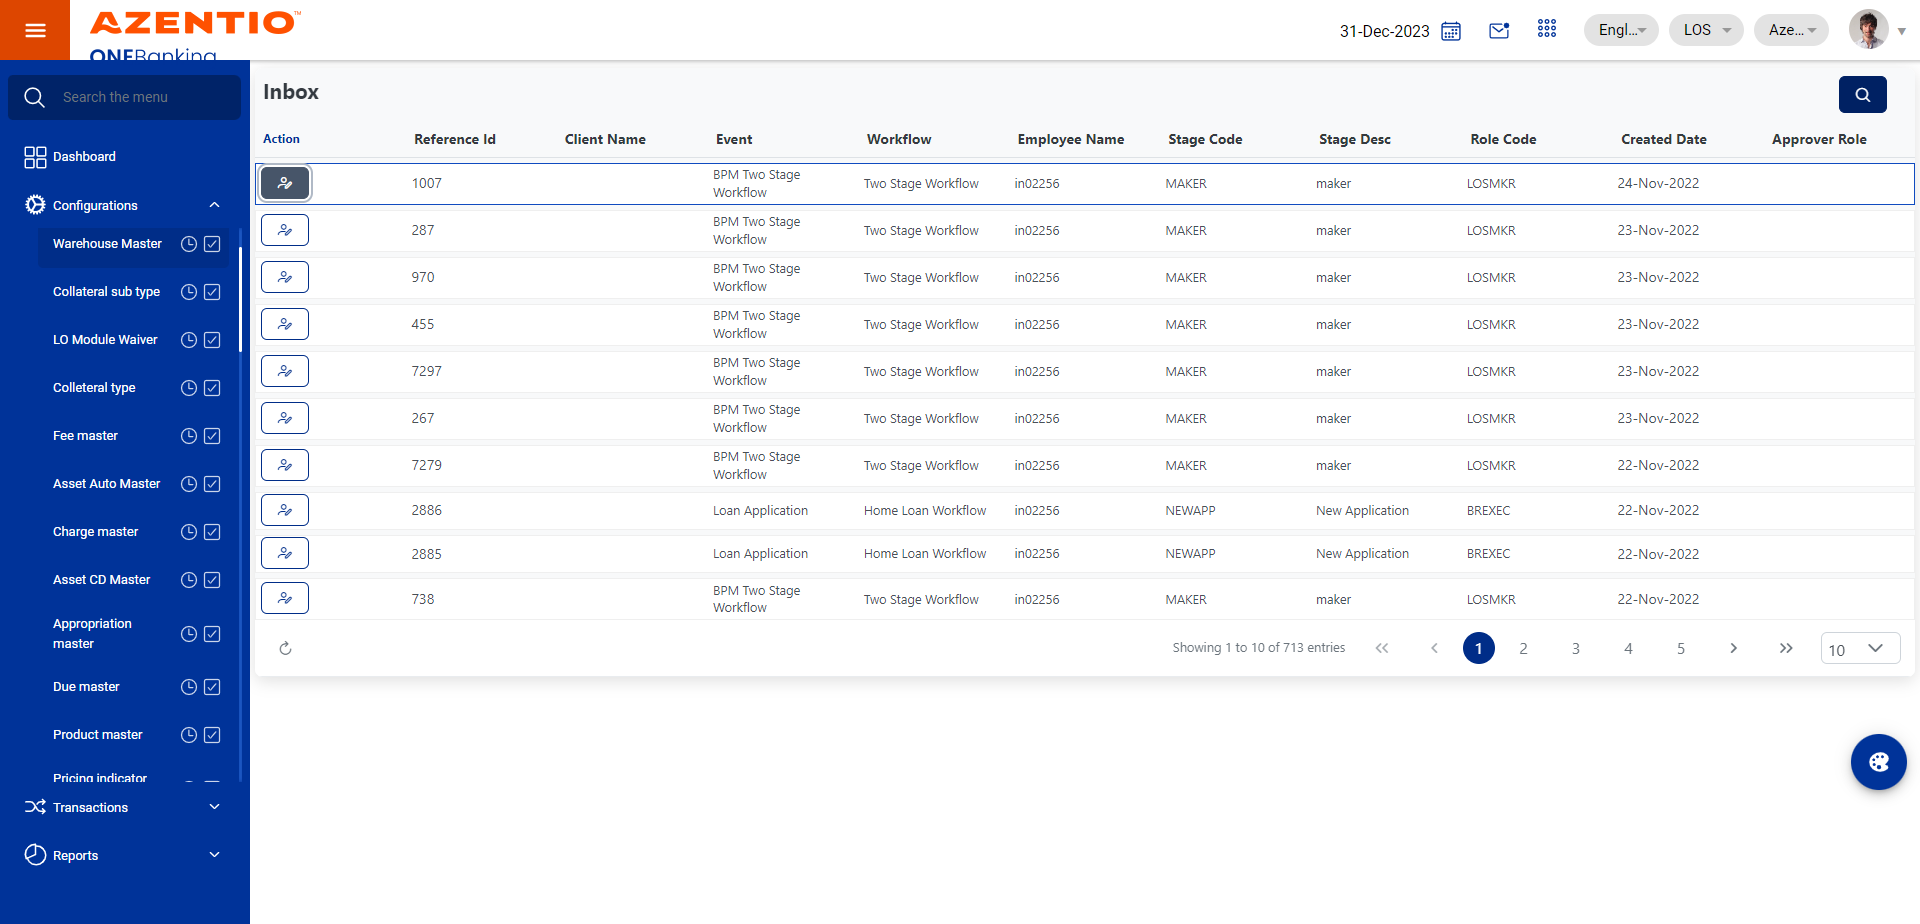 AZENTIO™
ONEBanking
31-Dec-2023
Engl...
LOS
Aze...
Search the menu
Dashboard
Configurations
Warehouse Master
Collateral sub type
LO Module Waiver
Colleteral type
Fee master
Asset Auto Master
Charge master
Asset CD Master
Appropriation
master
Due master
Product master
Pricing indicator
Transactions
Reports
Inbox
Action Reference Id Client Name Event Workflow Employee Name Stage Code Stage Desc Role Code Created Date Approver Role
1007 BPM Two Stage Workflow Two Stage Workflow in02256 MAKER maker LOSMKR 24-Nov-2022
287 BPM Two Stage Workflow Two Stage Workflow in02256 MAKER maker LOSMKR 23-Nov-2022
970 BPM Two Stage Workflow Two Stage Workflow in02256 MAKER maker LOSMKR 23-Nov-2022
455 BPM Two Stage Workflow Two Stage Workflow in02256 MAKER maker LOSMKR 23-Nov-2022
7297 BPM Two Stage Workflow Two Stage Workflow in02256 MAKER maker LOSMKR 23-Nov-2022
267 BPM Two Stage Workflow Two Stage Workflow in02256 MAKER maker LOSMKR 23-Nov-2022
7279 BPM Two Stage Workflow Two Stage Workflow in02256 MAKER maker LOSMKR 22-Nov-2022
2886 Loan Application Home Loan Workflow in02256 NEWAPP New Application BREXEC 22-Nov-2022
2885 Loan Application Home Loan Workflow in02256 NEWAPP New Application BREXEC 22-Nov-2022
738 BPM Two Stage Workflow Two Stage Workflow in02256 MAKER maker LOSMKR 22-Nov-2022
Showing 1 to 10 of 713 entries 1 2 3 4 5 10